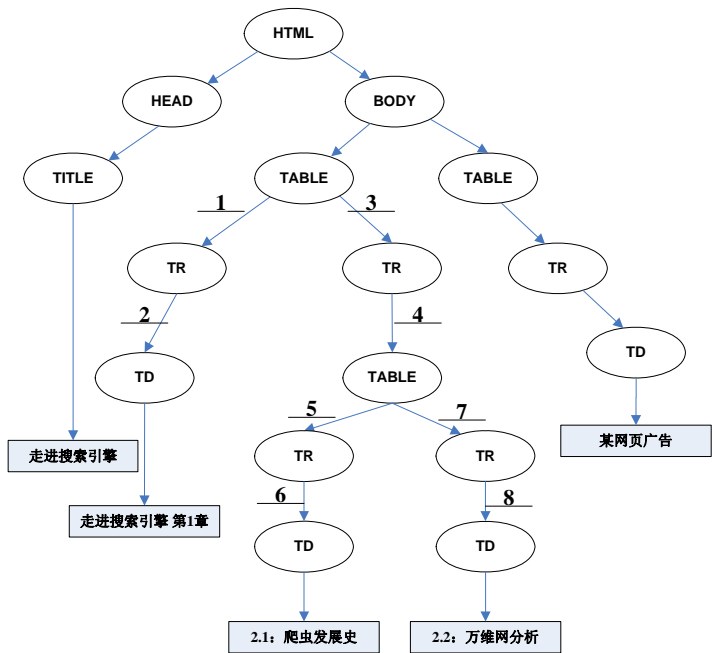 HTML
HEAD
BODY
TITLE
TABLE
TABLE
1
3
TR
TR
TR
2
4
TD
TABLE
TD
5
7
走进搜索引擎
TR
TR
某网页广告
6
8
走进搜索引擎 第1章
TD
TD
2.1：爬虫发展史
2.2：万维网分析